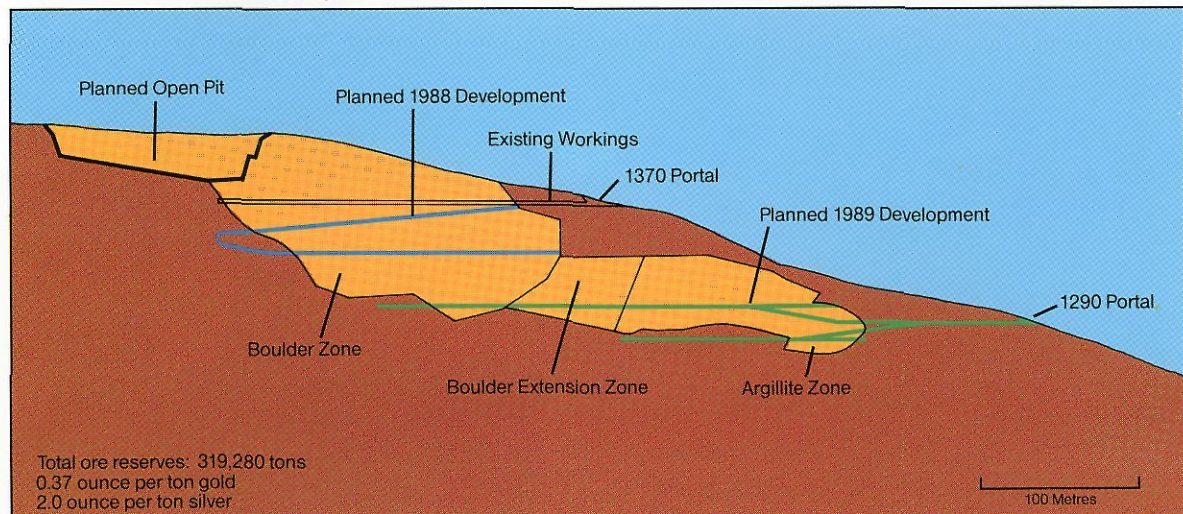 Planned Open Pit
Planned 1988 Development
Existing Workings
1370 Portal
Planned 1989 Development
1290 Portal
Boulder Zone
Boulder Extension Zone
Argillite Zone
Total ore reserves: 319,280 tons
0.37 ounce per ton gold
2.0 ounce per ton silver
100 Metres